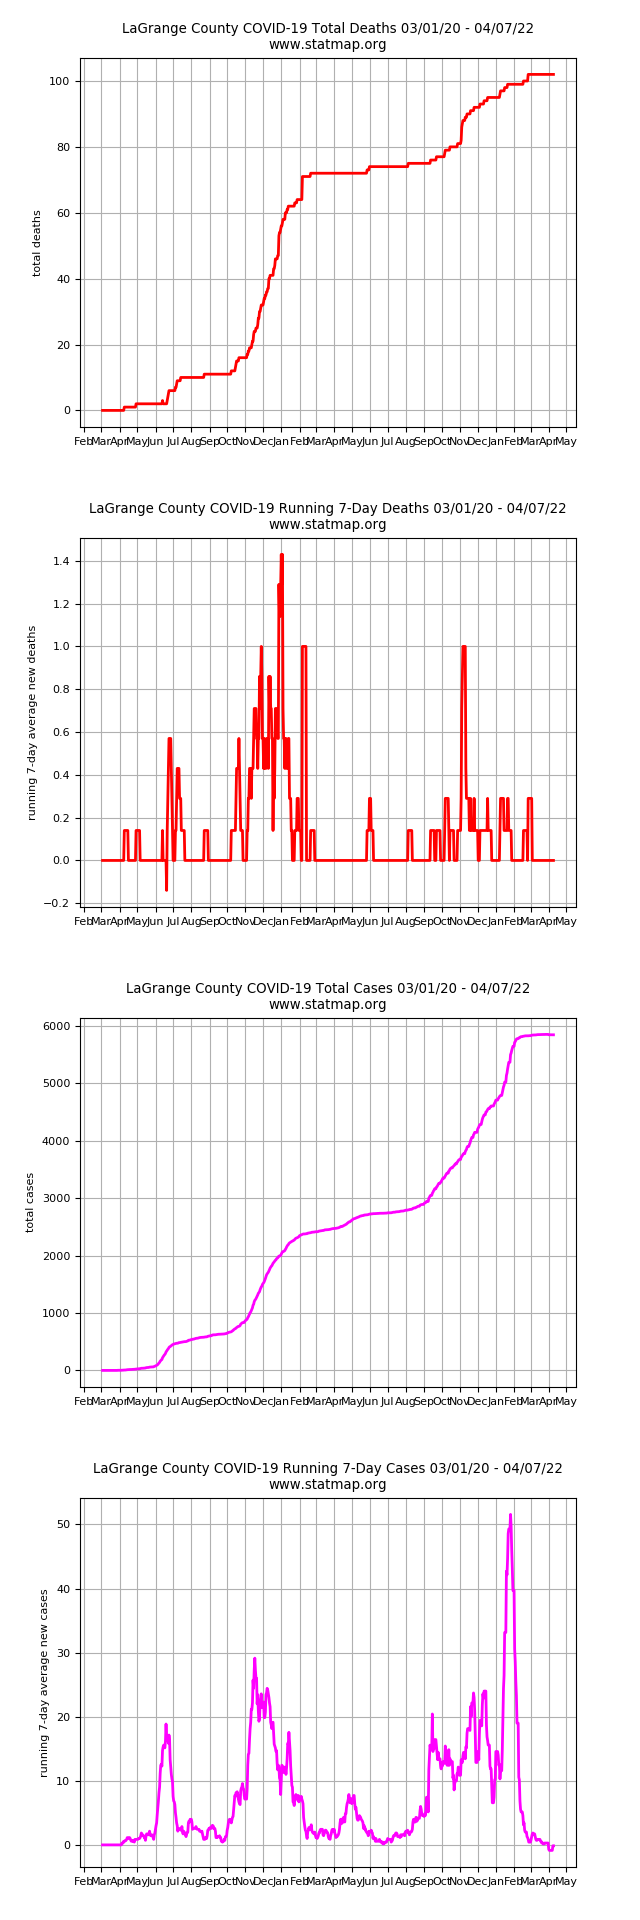 LaGrange County COVID-19 Total Deaths 03/01/20 - 04/07/22
www.statmap.org
100
80
60
40
20
0
total deaths
Feb Mar Apr May Jun Jul Aug Sep Oct Nov Dec Jan Feb Mar Apr May Jun Jul Aug Sep Oct Nov Dec Jan Feb Mar Apr May
LaGrange County COVID-19 Running 7-Day Deaths 03/01/20 - 04/07/22
www.statmap.org
1.4
1.2
1.0
0.8
0.6
0.4
0.2
0.0
−0.2
running 7-day average new deaths
Feb Mar Apr May Jun Jul Aug Sep Oct Nov Dec Jan Feb Mar Apr May Jun Jul Aug Sep Oct Nov Dec Jan Feb Mar Apr May
LaGrange County COVID-19 Total Cases 03/01/20 - 04/07/22
www.statmap.org
6000
5000
4000
3000
2000
1000
0
total cases
Feb Mar Apr May Jun Jul Aug Sep Oct Nov Dec Jan Feb Mar Apr May Jun Jul Aug Sep Oct Nov Dec Jan Feb Mar Apr May
LaGrange County COVID-19 Running 7-Day Cases 03/01/20 - 04/07/22
www.statmap.org
50
40
30
20
10
0
running 7-day average new cases
Feb Mar Apr May Jun Jul Aug Sep Oct Nov Dec Jan Feb Mar Apr May Jun Jul Aug Sep Oct Nov Dec Jan Feb Mar Apr May